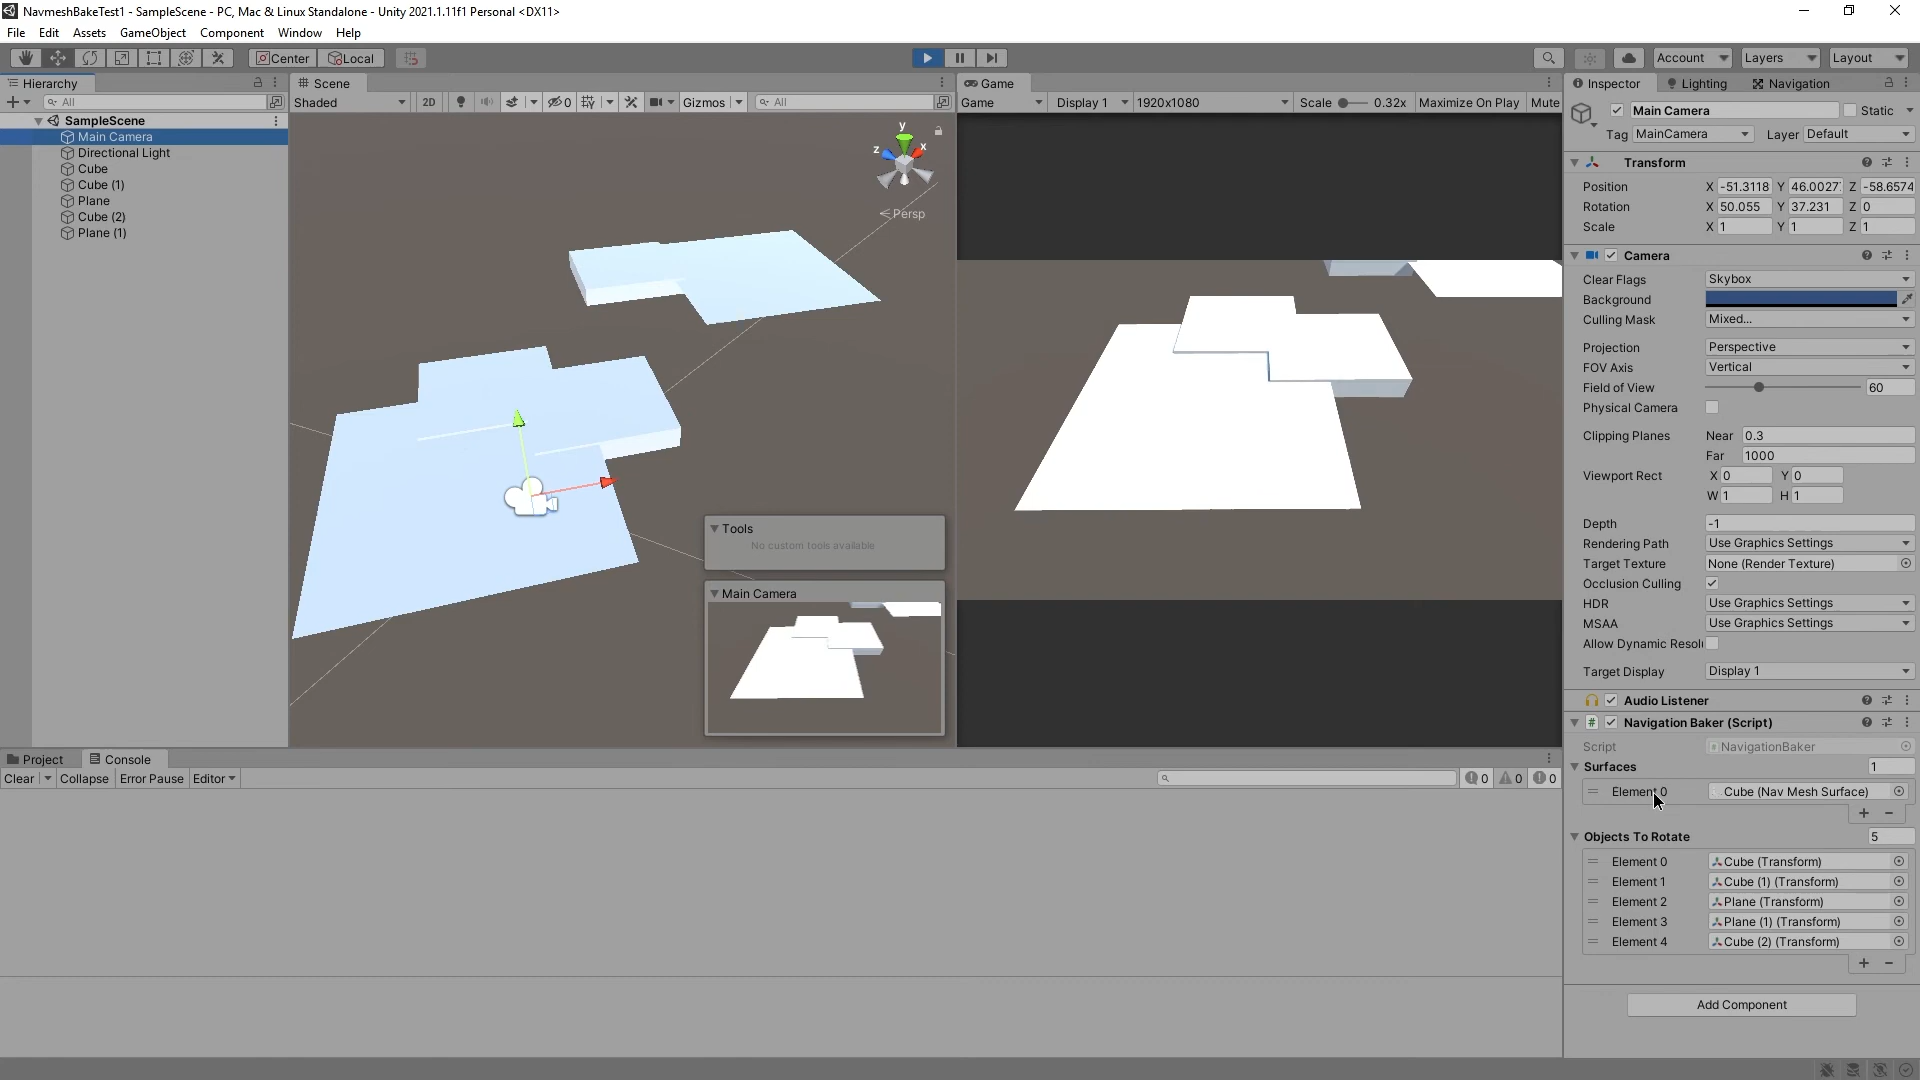 NavmeshBakeTest1 - SampleScene - PC, Mac & Linux Standalone - Unity 2021.1.11f1 Personal <DX11>
File Edit Assets GameObject Component Window Help
Center Local
Account Layers Layout
Hierarchy
All
SampleScene
Main Camera
Directional Light
Cube
Cube (1)
Plane
Cube (2)
Plane (1)
Scene
Shaded 2D 0 Gizmos All
y
z x
Persp
Tools
No custom tools available
Main Camera
Game
Game Display 1 1920x1080 Scale 0.32x Maximize On Play Mute
Inspector Lighting Navigation
Main Camera Static
Tag MainCamera Layer Default
Transform
Position X -51.3118 Y 46.0027 Z -58.6574
Rotation X 50.055 Y 37.231 Z 0
Scale X 1 Y 1 Z 1
Camera
Clear Flags Skybox
Background
Culling Mask Mixed...
Projection Perspective
FOV Axis Vertical
Field of View 60
Physical Camera
Clipping Planes Near 0.3
Far 1000
Viewport Rect X 0 Y 0
W 1 H 1
Depth -1
Rendering Path Use Graphics Settings
Target Texture None (Render Texture)
Occlusion Culling
HDR Use Graphics Settings
MSAA Use Graphics Settings
Allow Dynamic Resol
Target Display Display 1
Audio Listener
# Navigation Baker (Script)
Script NavigationBaker
Surfaces 1
Element 0 Cube (Nav Mesh Surface)
+ -
Objects To Rotate 5
Element 0 Cube (Transform)
Element 1 Cube (1) (Transform)
Element 2 Plane (Transform)
Element 3 Plane (1) (Transform)
Element 4 Cube (2) (Transform)
+ -
Add Component
Project Console
Clear Collapse Error Pause Editor 0 0 0